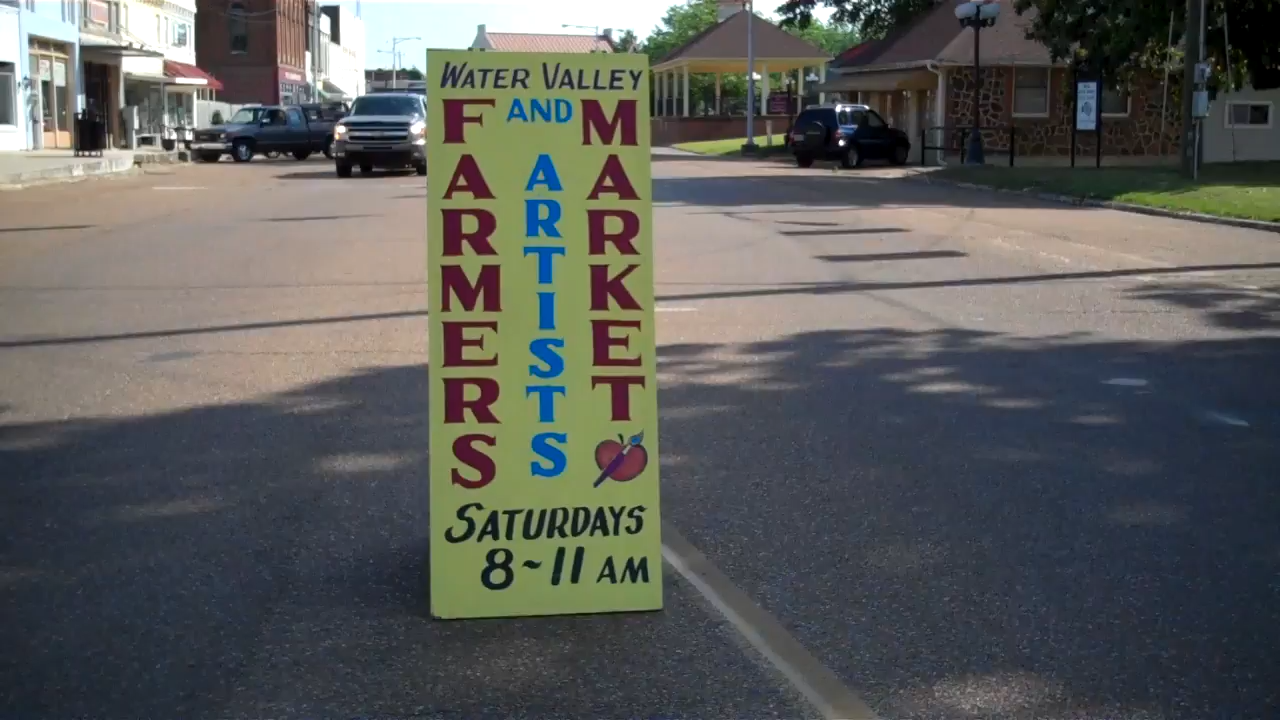 WATER VALLEY
FARMERS
AND
ARTISTS
MARKET
SATURDAYS
8~11 AM